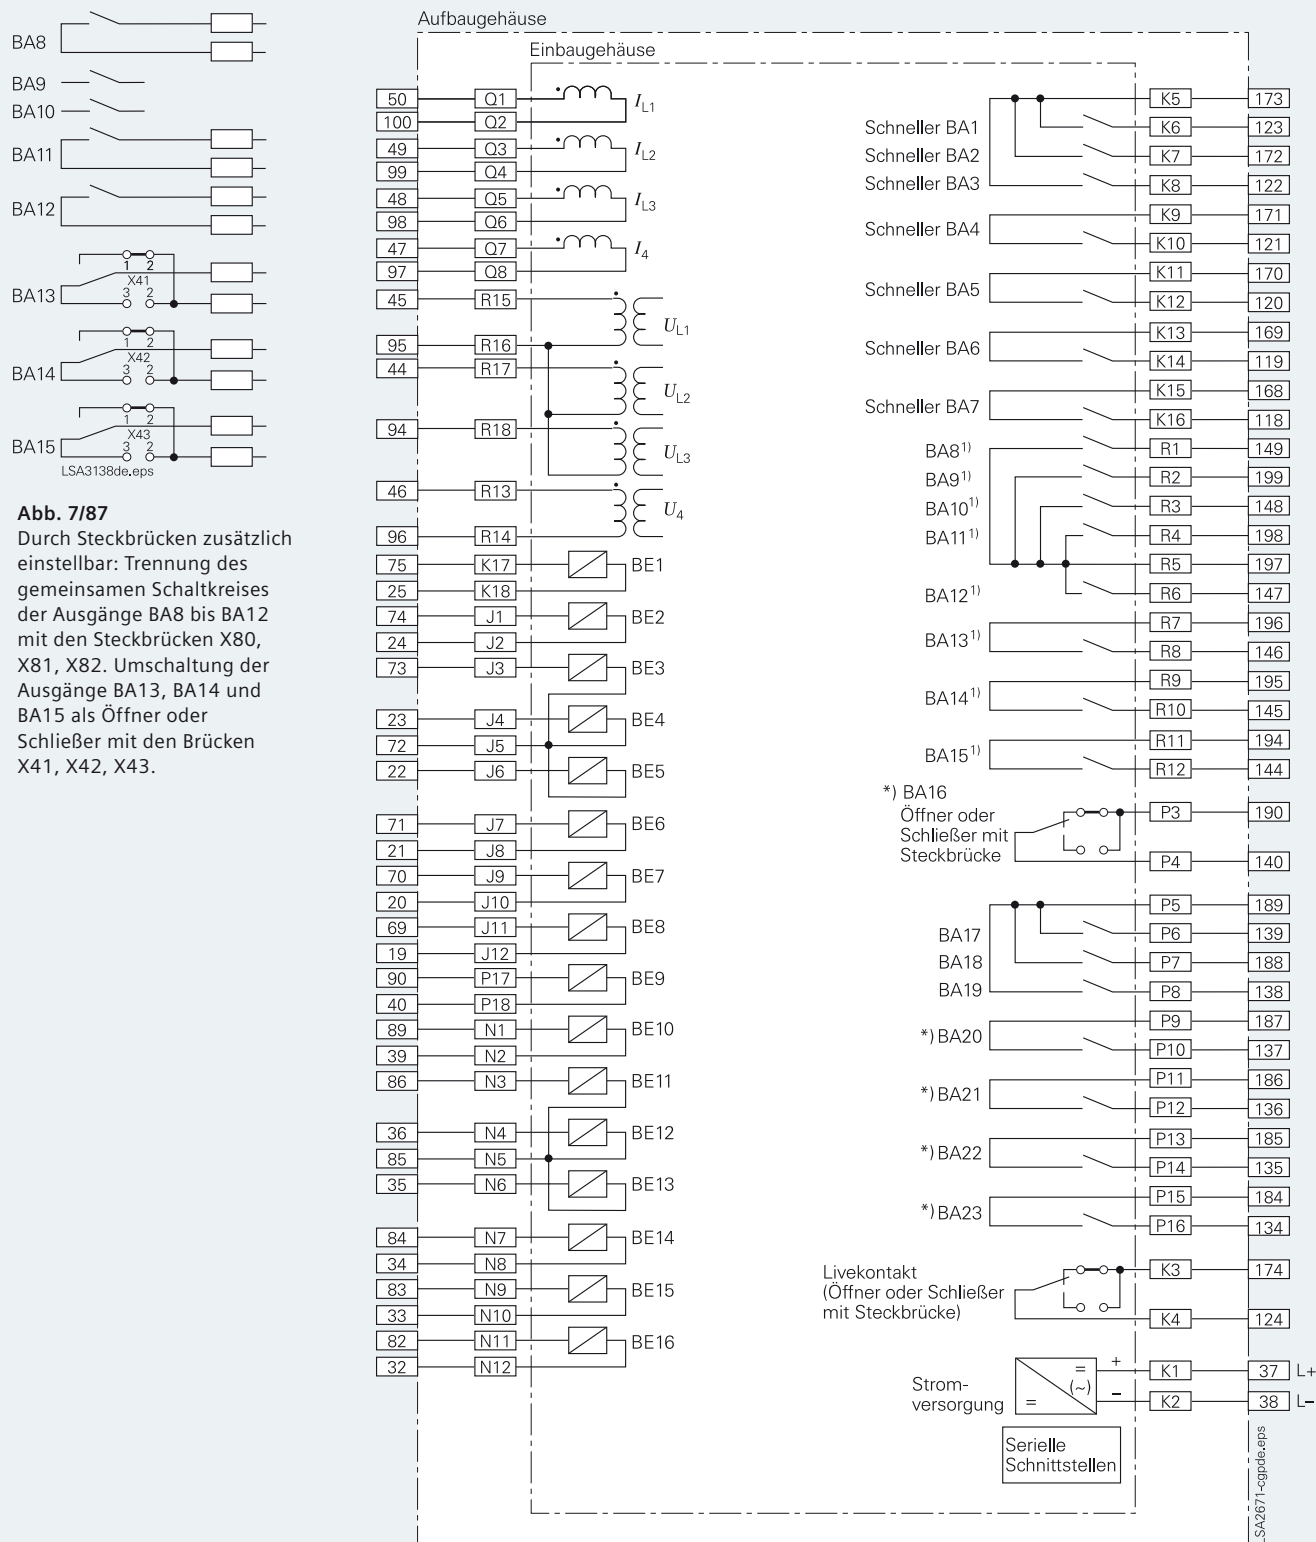 Aufbaugehäuse
Einbaugehäuse
BA8
BA9
BA10
BA11
BA12
BA13
1 2
X41
3 2
BA14
1 2
X42
3 2
BA15
1 2
X43
3 2
LSA3138de.eps
Abb. 7/87
Durch Steckbrücken zusätzlich
einstellbar: Trennung des
gemeinsamen Schaltkreises
der Ausgänge BA8 bis BA12
mit den Steckbrücken X80,
X81, X82. Umschaltung der
Ausgänge BA13, BA14 und
BA15 als Öffner oder
Schließer mit den Brücken
X41, X42, X43.
50 Q1 IL1
100 Q2
49 Q3 IL2
99 Q4
48 Q5 IL3
98 Q6
47 Q7 I4
97 Q8
45 R15
UL1
95 R16
44 R17
UL2
94 R18
UL3
46 R13
U4
96 R14
75 K17 BE1
25 K18
74 J1 BE2
24 J2
73 J3 BE3
23 J4 BE4
72 J5
22 J6 BE5
71 J7 BE6
21 J8
70 J9 BE7
20 J10
69 J11 BE8
19 J12
90 P17 BE9
40 P18
89 N1 BE10
39 N2
86 N3 BE11
36 N4 BE12
85 N5
35 N6 BE13
84 N7 BE14
34 N8
83 N9 BE15
33 N10
82 N11 BE16
32 N12
K5 173
Schneller BA1 K6 123
Schneller BA2 K7 172
Schneller BA3 K8 122
K9 171
Schneller BA4
K10 121
K11 170
Schneller BA5
K12 120
K13 169
Schneller BA6
K14 119
K15 168
Schneller BA7
K16 118
BA8¹⁾ R1 149
BA9¹⁾ R2 199
BA10¹⁾ R3 148
BA11¹⁾ R4 198
R5 197
BA12¹⁾ R6 147
R7 196
BA13¹⁾
R8 146
R9 195
BA14¹⁾
R10 145
R11 194
BA15¹⁾
R12 144
*) BA16
Öffner oder P3 190
Schließer mit
Steckbrücke P4 140
P5 189
BA17 P6 139
BA18 P7 188
BA19 P8 138
P9 187
*) BA20
P10 137
P11 186
*) BA21
P12 136
P13 185
*) BA22
P14 135
P15 184
*) BA23
P16 134
Livekontakt K3 174
(Öffner oder Schließer
mit Steckbrücke) K4 124
= + K1 37 L+
Strom- (~)
versorgung = – K2 38 L–
Serielle
Schnittstellen
LSA2671-cgpde.eps